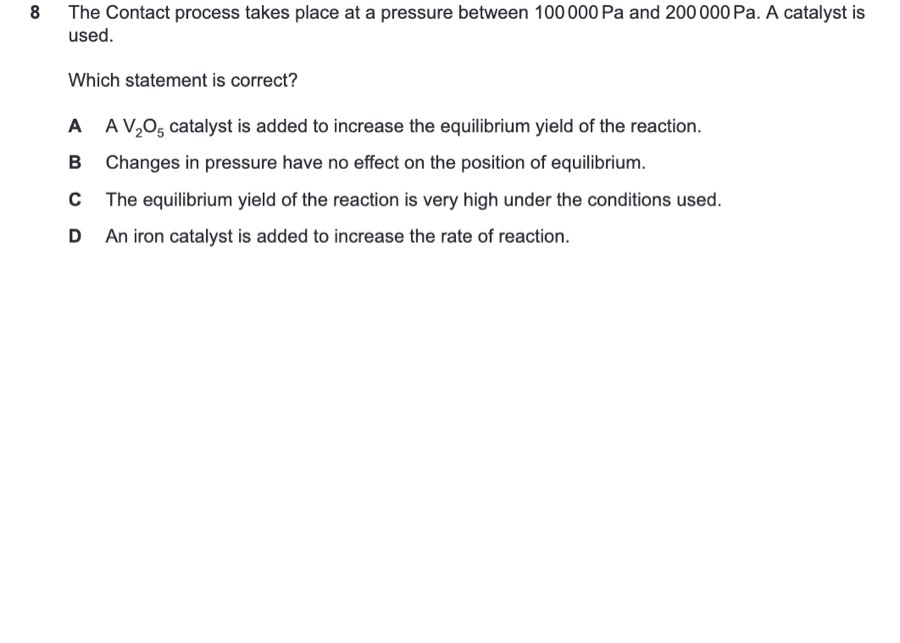 8 The Contact process takes place at a pressure between 100 000 Pa and 200 000 Pa. A catalyst is
used.
Which statement is correct?
A A V₂O₅ catalyst is added to increase the equilibrium yield of the reaction.
B Changes in pressure have no effect on the position of equilibrium.
C The equilibrium yield of the reaction is very high under the conditions used.
D An iron catalyst is added to increase the rate of reaction.